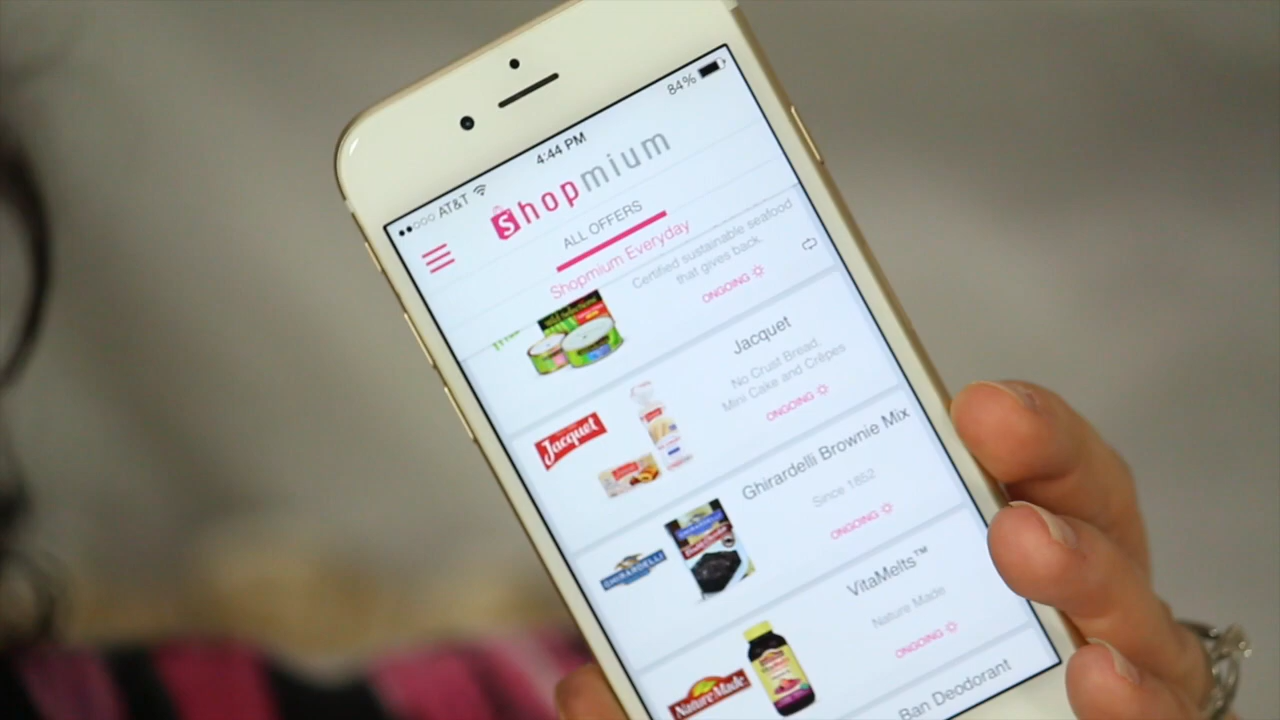 AT&T 4:44 PM 84%
Shopmium
ALL OFFERS
Shopmium Everyday
Certified sustainable seafood
that gives back.
ONGOING
Jacquet
No Crust Bread,
Mini Cake and Crêpes
ONGOING
Jacquet
Ghirardelli Brownie Mix
Since 1852
ONGOING
GHIRARDELLI
VitaMelts™
Nature Made
ONGOING
Nature Made
Ban Deodorant